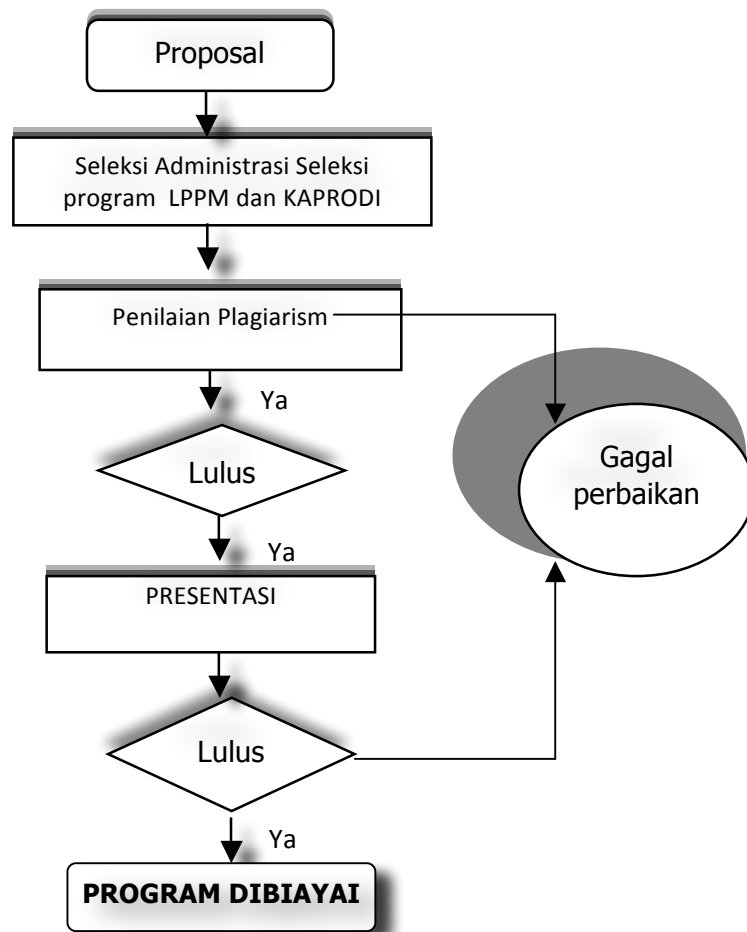 Proposal
Seleksi Administrasi Seleksi
program  LPPM dan KAPRODI
Penilaian Plagiarism
Ya
Lulus
Gagal
perbaikan
Ya
PRESENTASI
Lulus
Ya
PROGRAM DIBIAYAI